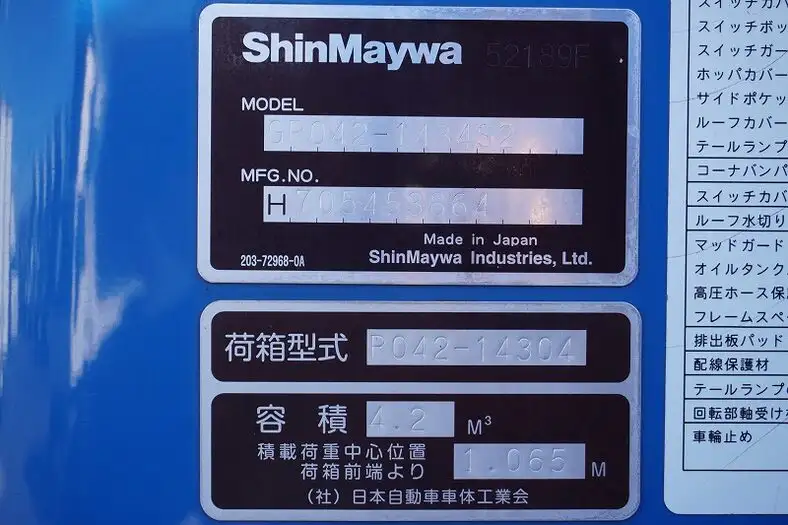 ShinMaywa 52189F
MODEL
GP042-1434S2
MFG.NO.
H 705453864
Made in Japan
203-72968-0A ShinMaywa Industries, Ltd.
荷箱型式 P042-14304
容積 4.2 M³
積載荷重中心位置
荷箱前端より 1.065 M
(社)日本自動車車体工業会
スイッチカバ
スイッチボッ
スイッチガー
ホッパカバー
サイドポケッ
ルーフカバー
テールランプ
コーナバンパ
スイッチカバ
ルーフ水切り
マッドガード
オイルタンク
高圧ホース保
フレームスペ
排出板パッド
配線保護材
テールランプの
回転部軸受け
車輪止め